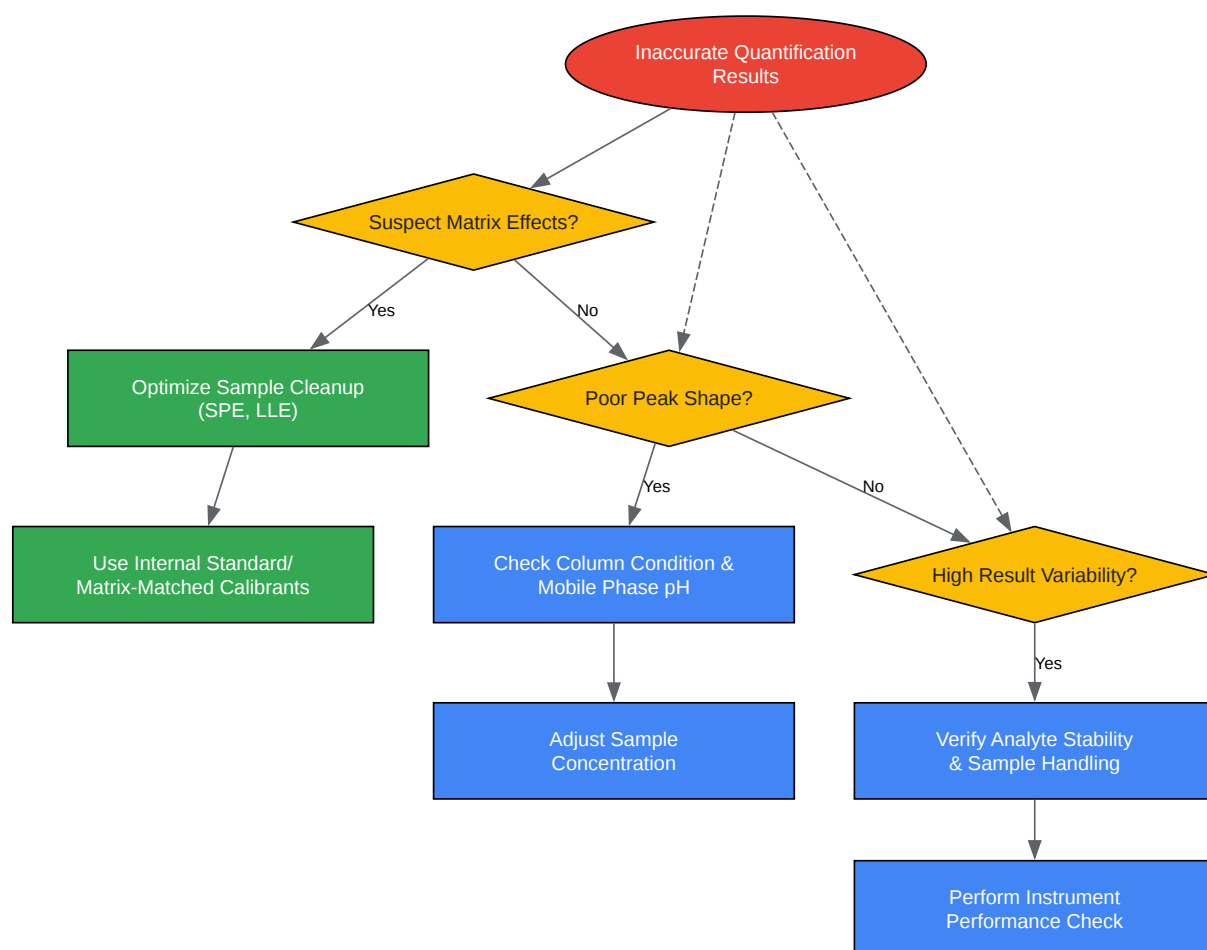 Inaccurate Quantification
Results
Suspect Matrix Effects?
Yes
No
Optimize Sample Cleanup
(SPE, LLE)
Poor Peak Shape?
Yes
No
Use Internal Standard/
Matrix-Matched Calibrants
Check Column Condition &
Mobile Phase pH
High Result Variability?
Yes
Adjust Sample
Concentration
Verify Analyte Stability
& Sample Handling
Perform Instrument
Performance Check